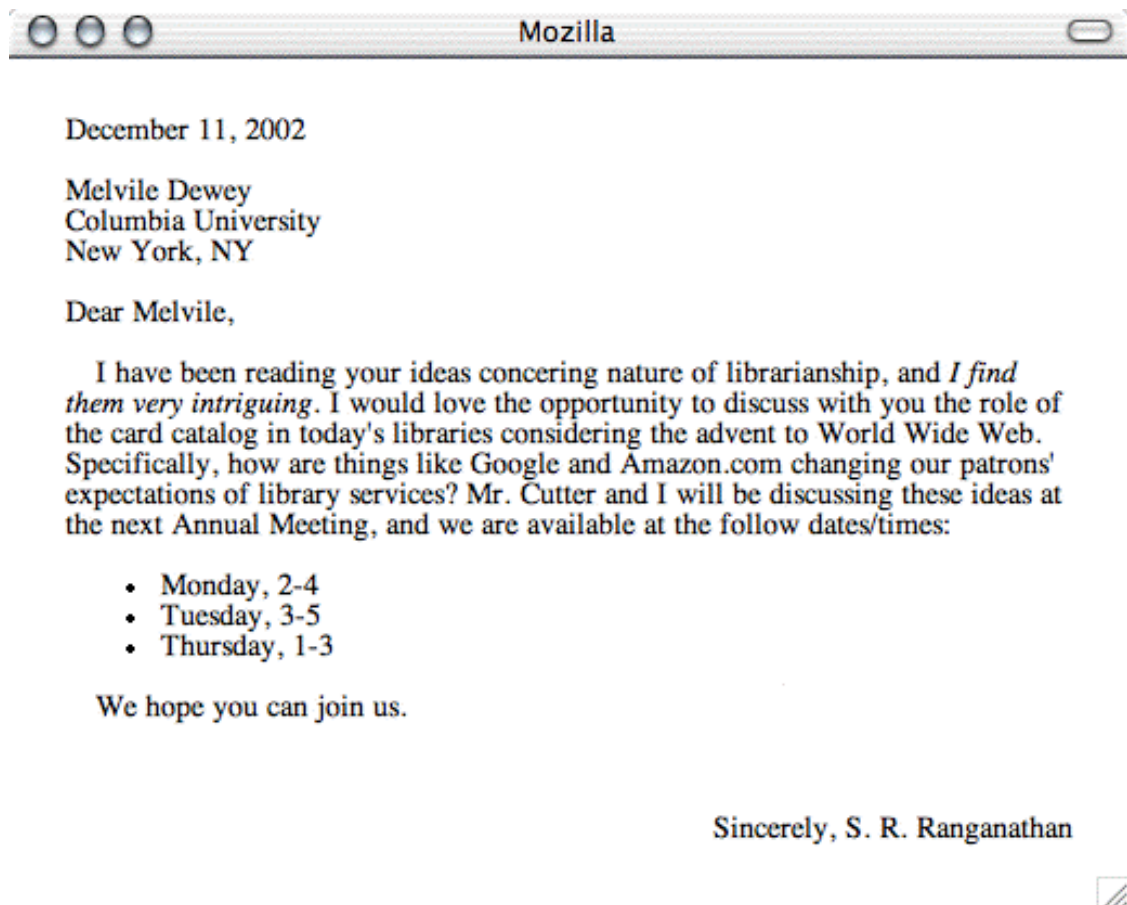 Mozilla
December 11, 2002
Melvile Dewey
Columbia University
New York, NY
Dear Melvile,
I have been reading your ideas concering nature of librarianship, and I find
them very intriguing. I would love the opportunity to discuss with you the role of
the card catalog in today's libraries considering the advent to World Wide Web.
Specifically, how are things like Google and Amazon.com changing our patrons'
expectations of library services? Mr. Cutter and I will be discussing these ideas at
the next Annual Meeting, and we are available at the follow dates/times:
• Monday, 2-4
• Tuesday, 3-5
• Thursday, 1-3
We hope you can join us.
Sincerely, S. R. Ranganathan